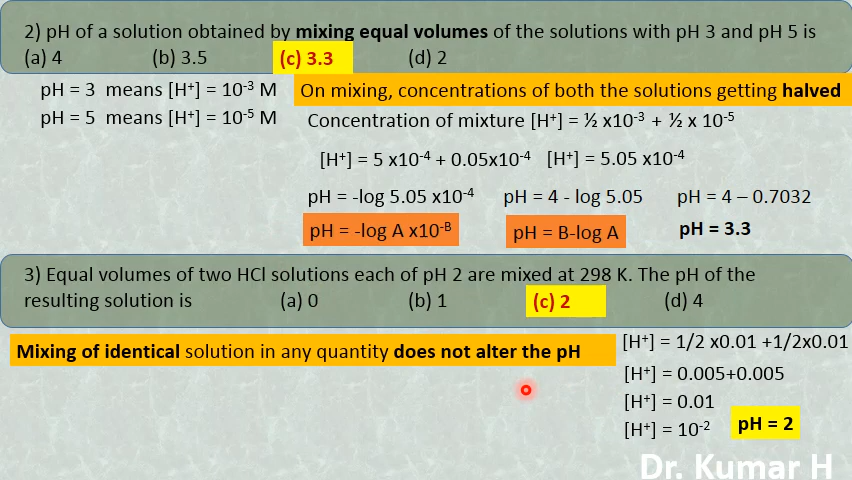 2) pH of a solution obtained by mixing equal volumes of the solutions with pH 3 and pH 5 is
(a) 4 (b) 3.5 (c) 3.3 (d) 2
pH = 3 means [H⁺] = 10⁻³ M
On mixing, concentrations of both the solutions getting halved
pH = 5 means [H⁺] = 10⁻⁵ M
Concentration of mixture [H⁺] = ½ x10⁻³ + ½ x 10⁻⁵
[H⁺] = 5 x10⁻⁴ + 0.05x10⁻⁴ [H⁺] = 5.05 x10⁻⁴
pH = -log 5.05 x10⁻⁴ pH = 4 - log 5.05 pH = 4 – 0.7032
pH = -log A x10⁻ᴮ pH = B-log A pH = 3.3
3) Equal volumes of two HCl solutions each of pH 2 are mixed at 298 K. The pH of the
resulting solution is (a) 0 (b) 1 (c) 2 (d) 4
Mixing of identical solution in any quantity does not alter the pH
[H⁺] = 1/2 x0.01 +1/2x0.01
[H⁺] = 0.005+0.005
[H⁺] = 0.01
[H⁺] = 10⁻² pH = 2
Dr. Kumar H